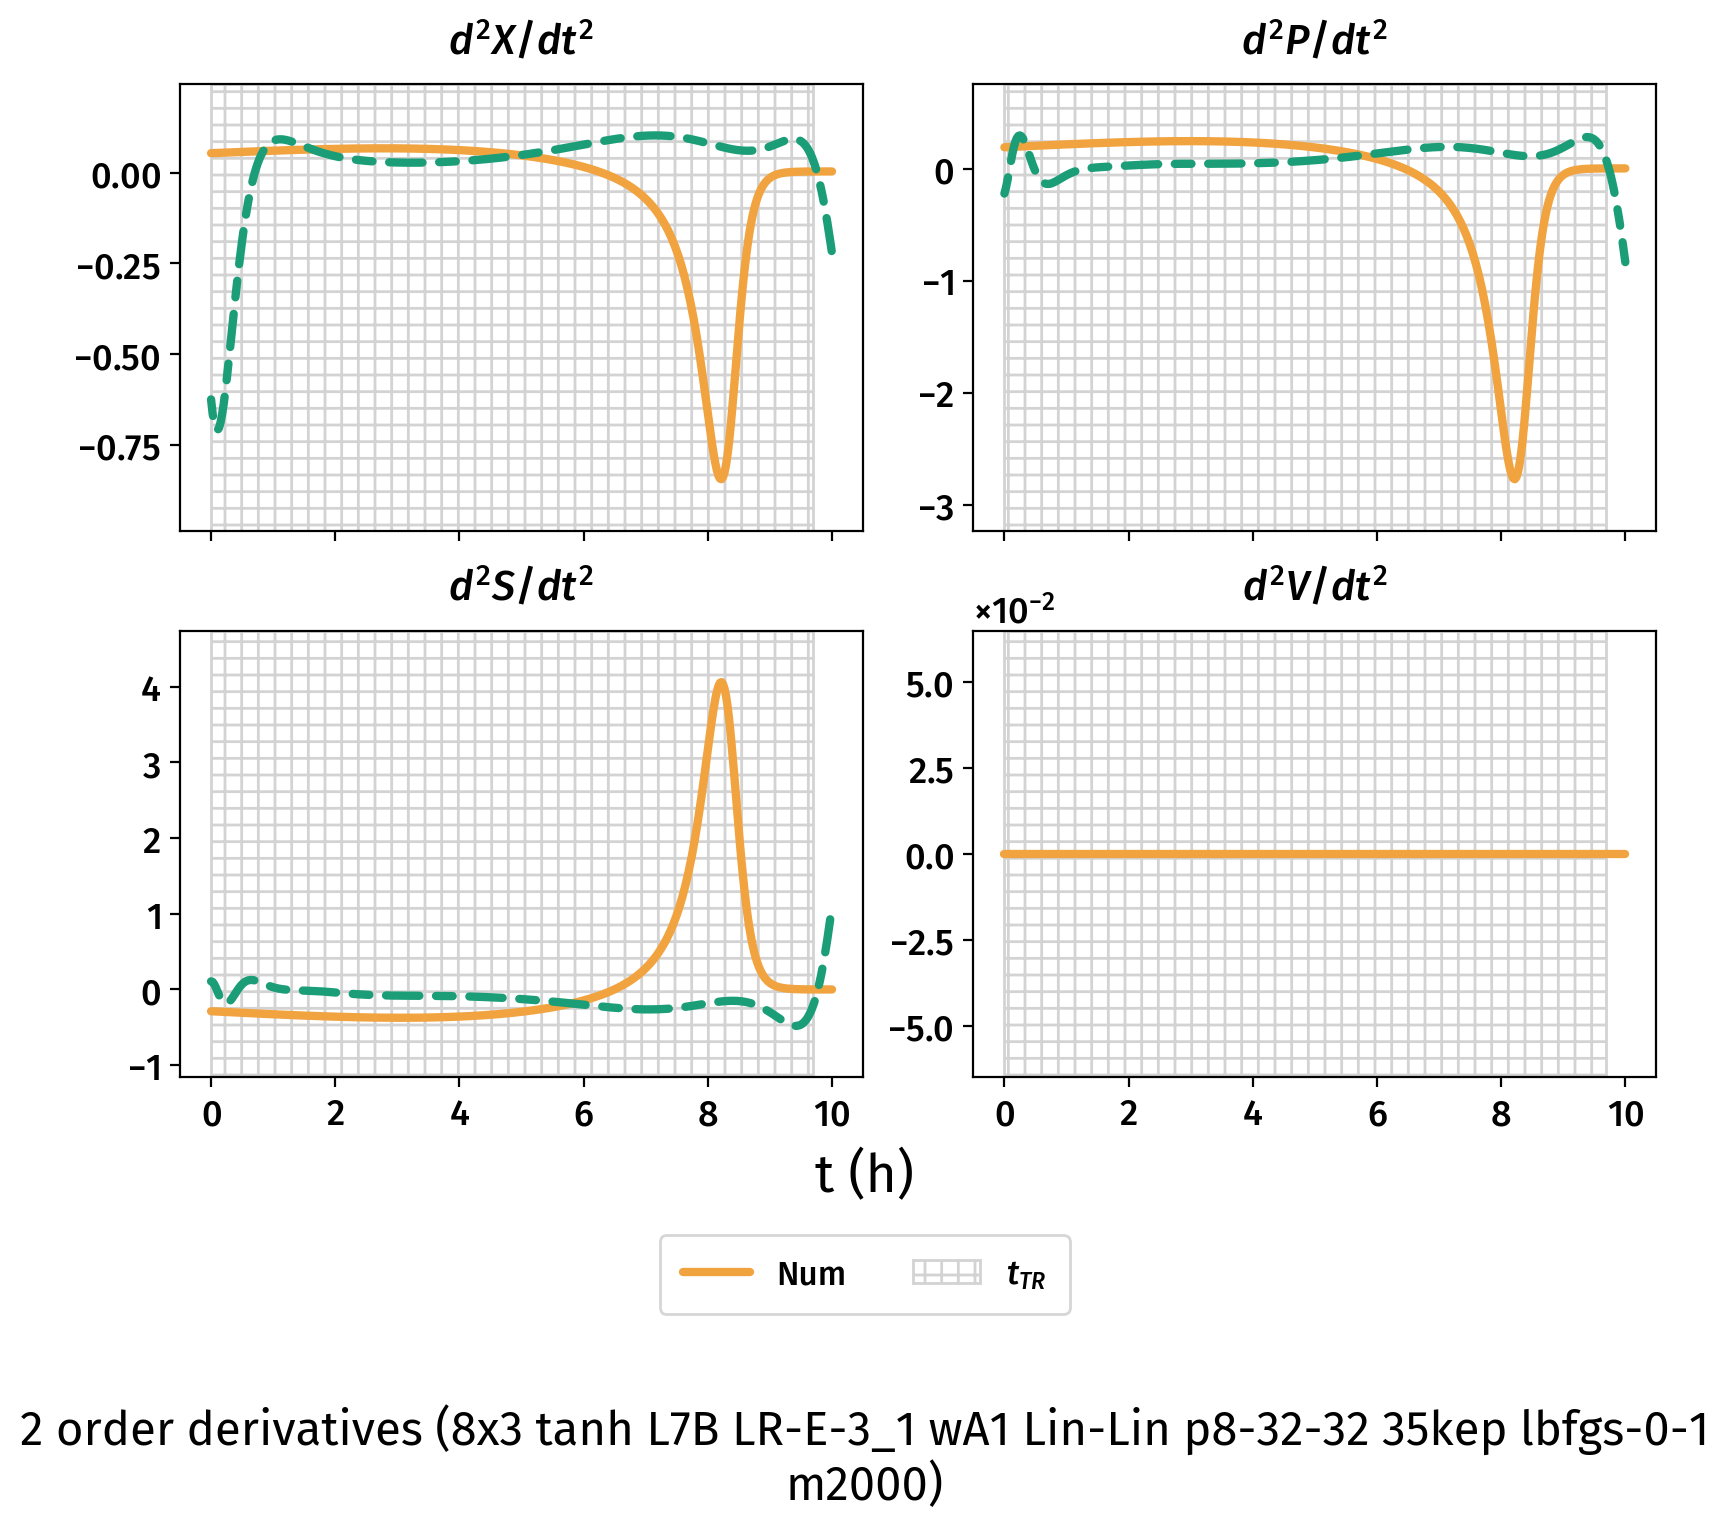 d²X/dt²
d²P/dt²
0.00
−0.25
−0.50
−0.75
0
−1
−2
−3
d²S/dt²
d²V/dt²
×10⁻²
4
3
2
1
0
−1
5.0
2.5
0.0
−2.5
−5.0
0 2 4 6 8 10
0 2 4 6 8 10
t (h)
Num
t_TR
2 order derivatives (8x3 tanh L7B LR-E-3_1 wA1 Lin-Lin p8-32-32 35kep lbfgs-0-1
m2000)